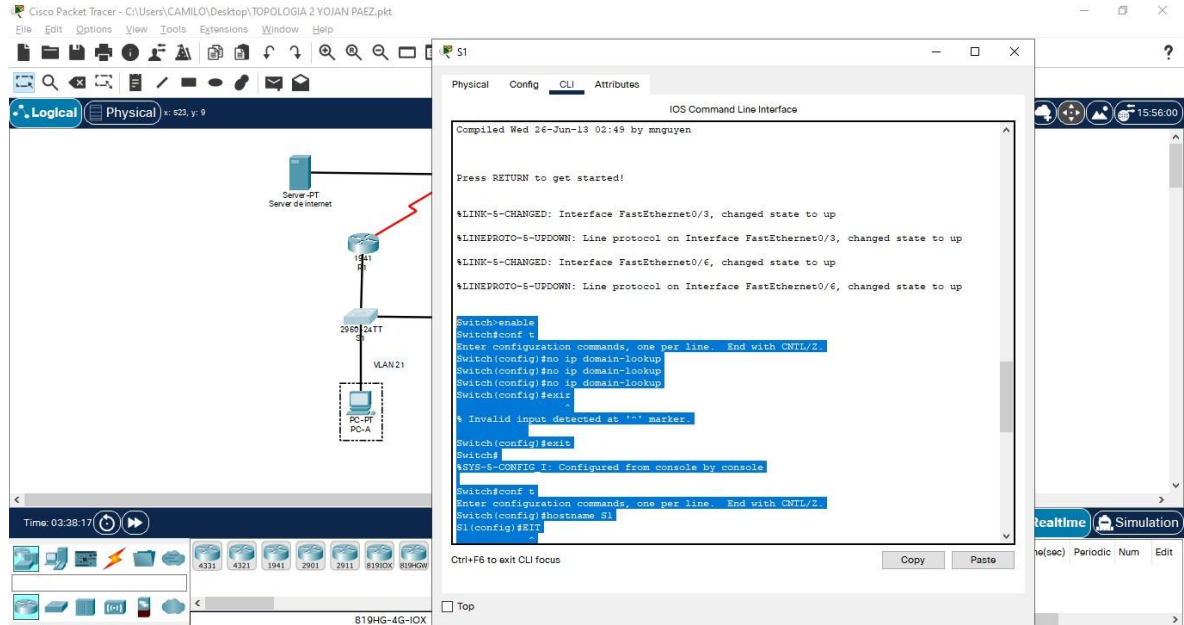 Cisco Packet Tracer - C:\Users\CAMILO\Desktop\TOPOLOGIA 2 YOJAN PAEZ.pkt
File Edit Options View Tools Extensions Window Help
Logical
Physical
x: 523, y: 9
15:56:00
Server-PT
Server de internet
1941
R1
2960-24TT
S1
VLAN 21
PC-PT
PC-A
S1
Physical Config CLI Attributes
IOS Command Line Interface
Compiled Wed 26-Jun-13 02:49 by mnguyen
Press RETURN to get started!
%LINK-5-CHANGED: Interface FastEthernet0/3, changed state to up
%LINEPROTO-5-UPDOWN: Line protocol on Interface FastEthernet0/3, changed state to up
%LINK-5-CHANGED: Interface FastEthernet0/6, changed state to up
%LINEPROTO-5-UPDOWN: Line protocol on Interface FastEthernet0/6, changed state to up
Switch>enable
Switch#conf t
Enter configuration commands, one per line. End with CNTL/Z.
Switch(config)#no ip domain-lookup
Switch(config)#no ip domain-lookup
Switch(config)#no ip domain-lookup
Switch(config)#exir
^
% Invalid input detected at '^' marker.
Switch(config)#exit
Switch#
%SYS-5-CONFIG_I: Configured from console by console
Switch#conf t
Enter configuration commands, one per line. End with CNTL/Z.
Switch(config)#hostname S1
S1(config)#EIT
^
Ctrl+F6 to exit CLI focus
Copy
Paste
Top
Time: 03:38:17
Realtime
Simulation
Periodic Num Edit
4331 4321 1941 2901 2911 819IOX 819HGW
819HG-4G-IOX